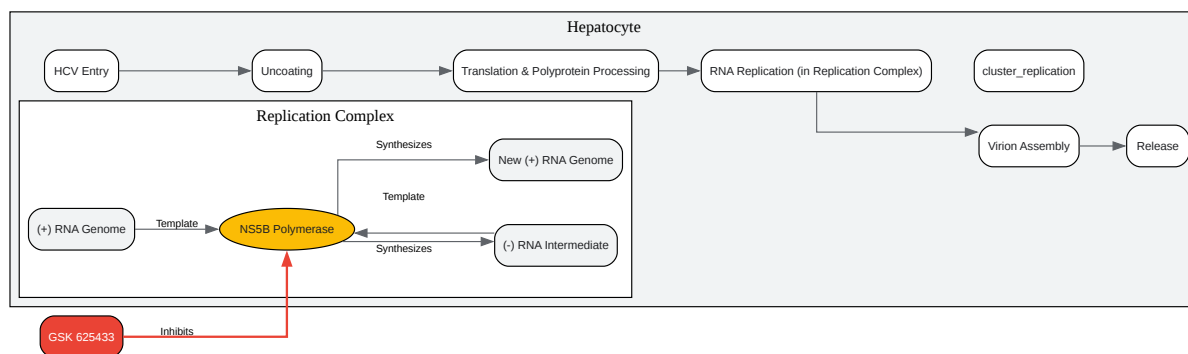 Hepatocyte
HCV Entry
Uncoating
Translation & Polyprotein Processing
RNA Replication (in Replication Complex)
cluster_replication
Replication Complex
Synthesizes
New (+) RNA Genome
Virion Assembly
Release
Template
(+) RNA Genome
Template
NS5B Polymerase
Synthesizes
(-) RNA Intermediate
GSK 625433
Inhibits